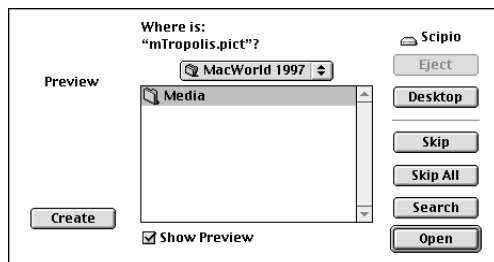 Where is:
“mTropolis.pict”?
Scipio
MacWorld 1997
Eject
Preview
Media
Desktop
Skip
Skip All
Search
Create
Open
Show Preview